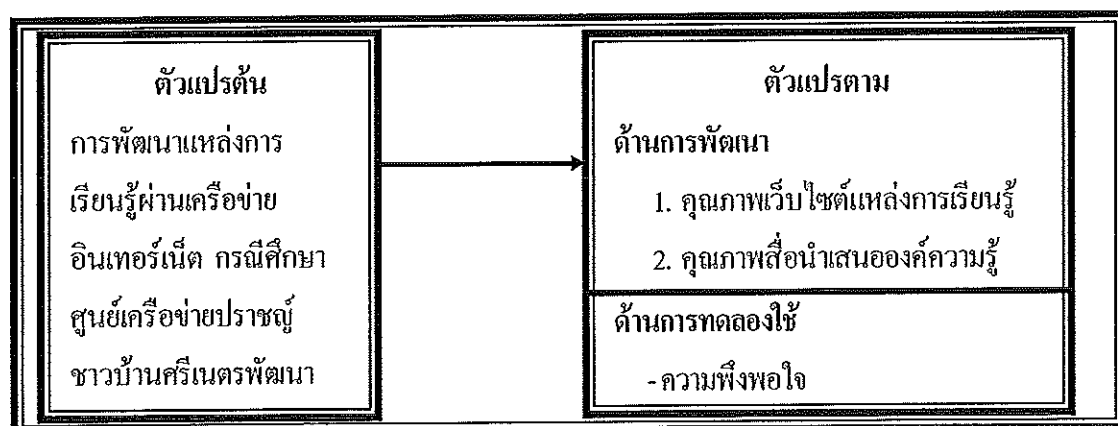 ตัวแปรต้น
การพัฒนาแหล่งการ
เรียนรู้ผ่านเครือข่าย
อินเทอร์เน็ต กรณีศึกษา
ศูนย์เครือข่ายปราชญ์
ชาวบ้านศรีเนตรพัฒนา
ตัวแปรตาม
ด้านการพัฒนา
1. คุณภาพเว็บไซต์แหล่งการเรียนรู้
2. คุณภาพสื่อนำเสนอองค์ความรู้
ด้านการทดลองใช้
-ความพึงพอใจ